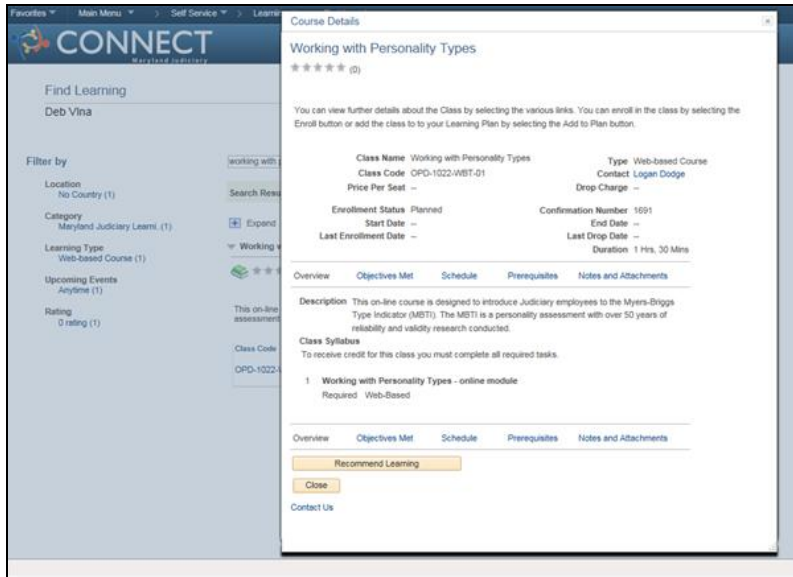 Favorites Main Menu > Self Service > Learning
CONNECT
Maryland Judiciary
Find Learning
Deb Vlna
Filter by
Location
No Country (1)
Category
Maryland Judiciary Learni. (1)
Learning Type
Web-based Course (1)
Upcoming Events
Anytime (1)
Rating
0 rating (1)
working with p
Search Resu
Expand
Working w
This on-line
assessment
Class Code
OPD-1022-
Course Details
Working with Personality Types
(0)
You can view further details about the Class by selecting the various links. You can enroll in the class by selecting the
Enroll button or add the class to to your Learning Plan by selecting the Add to Plan button.
Class Name Working with Personality Types Type Web-based Course
Class Code OPD-1022-WBT-01 Contact Logan Dodge
Price Per Seat -- Drop Charge --
Enrollment Status Planned Confirmation Number 1691
Start Date -- End Date --
Last Enrollment Date -- Last Drop Date --
Duration 1 Hrs, 30 Mins
Overview Objectives Met Schedule Prerequisites Notes and Attachments
Description This on-line course is designed to introduce Judiciary employees to the Myers-Briggs
Type Indicator (MBTI). The MBTI is a personality assessment with over 50 years of
reliability and validity research conducted.
Class Syllabus
To receive credit for this class you must complete all required tasks.
1 Working with Personality Types - online module
Required Web-Based
Overview Objectives Met Schedule Prerequisites Notes and Attachments
Recommend Learning
Close
Contact Us